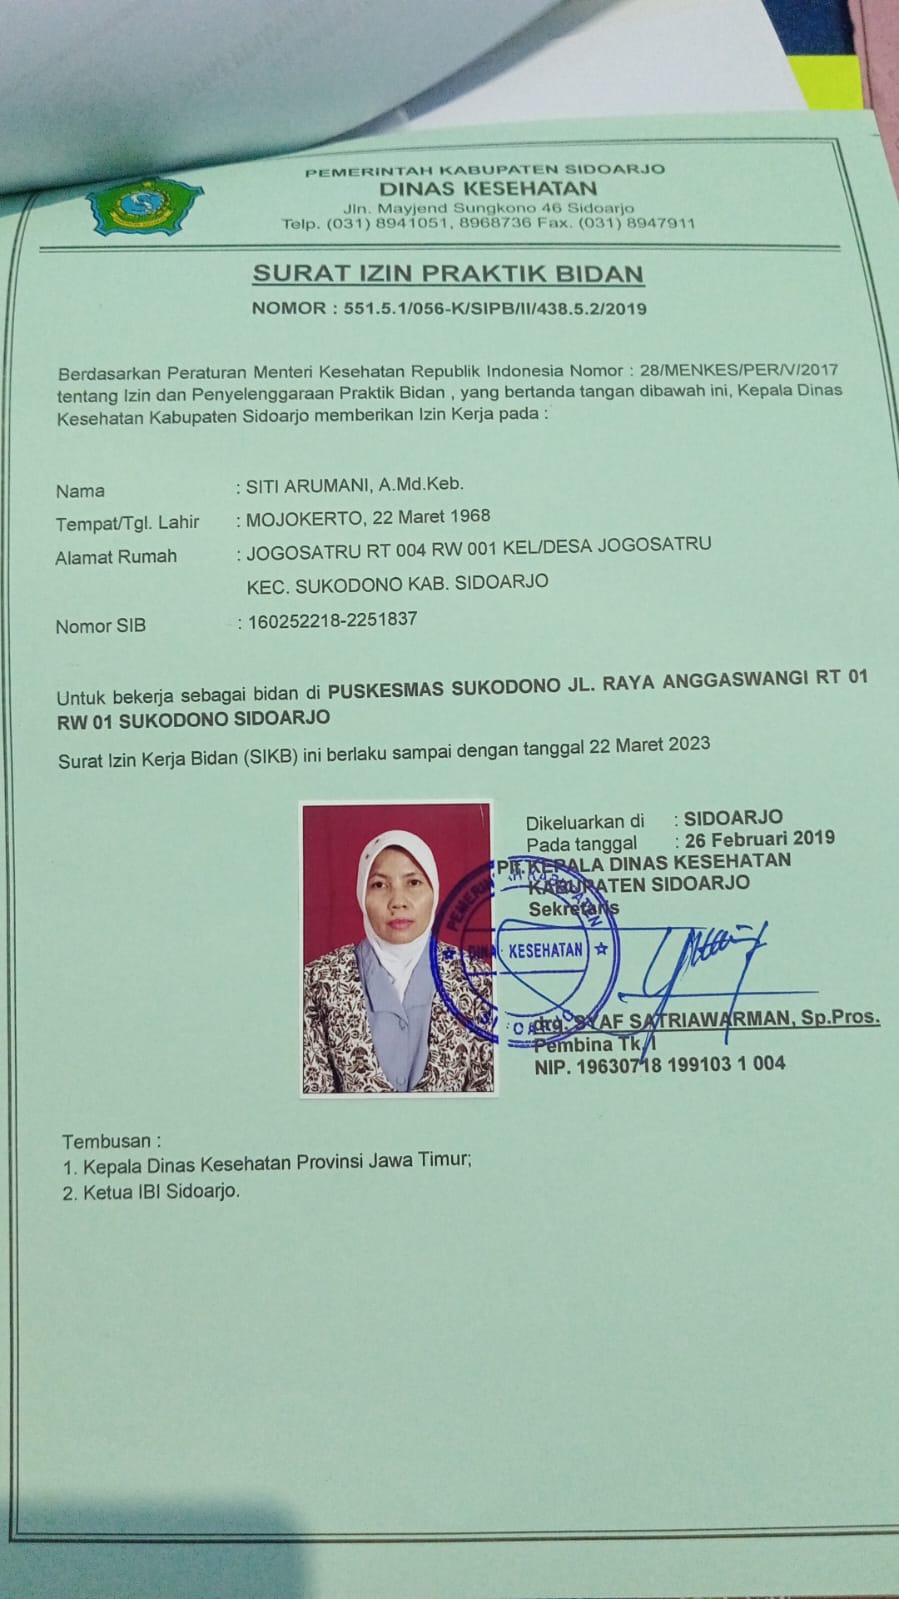 PEMERINTAH KABUPATEN SIDOARJO
DINAS KESEHATAN
Jln. Mayjend Sungkono 46 Sidoarjo
Telp. (031) 8941051, 8968736 Fax. (031) 8947911
SURAT IZIN PRAKTIK BIDAN
NOMOR : 551.5.1/056-K/SIPB/II/438.5.2/2019
Berdasarkan Peraturan Menteri Kesehatan Republik Indonesia Nomor : 28/MENKES/PER/V/2017
tentang Izin dan Penyelenggaraan Praktik Bidan , yang bertanda tangan dibawah ini, Kepala Dinas
Kesehatan Kabupaten Sidoarjo memberikan Izin Kerja pada :
Nama : SITI ARUMANI, A.Md.Keb.
Tempat/Tgl. Lahir : MOJOKERTO, 22 Maret 1968
Alamat Rumah : JOGOSATRU RT 004 RW 001 KEL/DESA JOGOSATRU
KEC. SUKODONO KAB. SIDOARJO
Nomor SIB : 160252218-2251837
Untuk bekerja sebagai bidan di PUSKESMAS SUKODONO JL. RAYA ANGGASWANGI RT 01
RW 01 SUKODONO SIDOARJO
Surat Izin Kerja Bidan (SIKB) ini berlaku sampai dengan tanggal 22 Maret 2023
Dikeluarkan di : SIDOARJO
Pada tanggal : 26 Februari 2019
Plt. KEPALA DINAS KESEHATAN
KABUPATEN SIDOARJO
Sekretaris
DINAS KESEHATAN
drg. SYAF SATRIAWARMAN, Sp.Pros.
Pembina Tk. I
NIP. 19630718 199103 1 004
Tembusan :
1. Kepala Dinas Kesehatan Provinsi Jawa Timur;
2. Ketua IBI Sidoarjo.